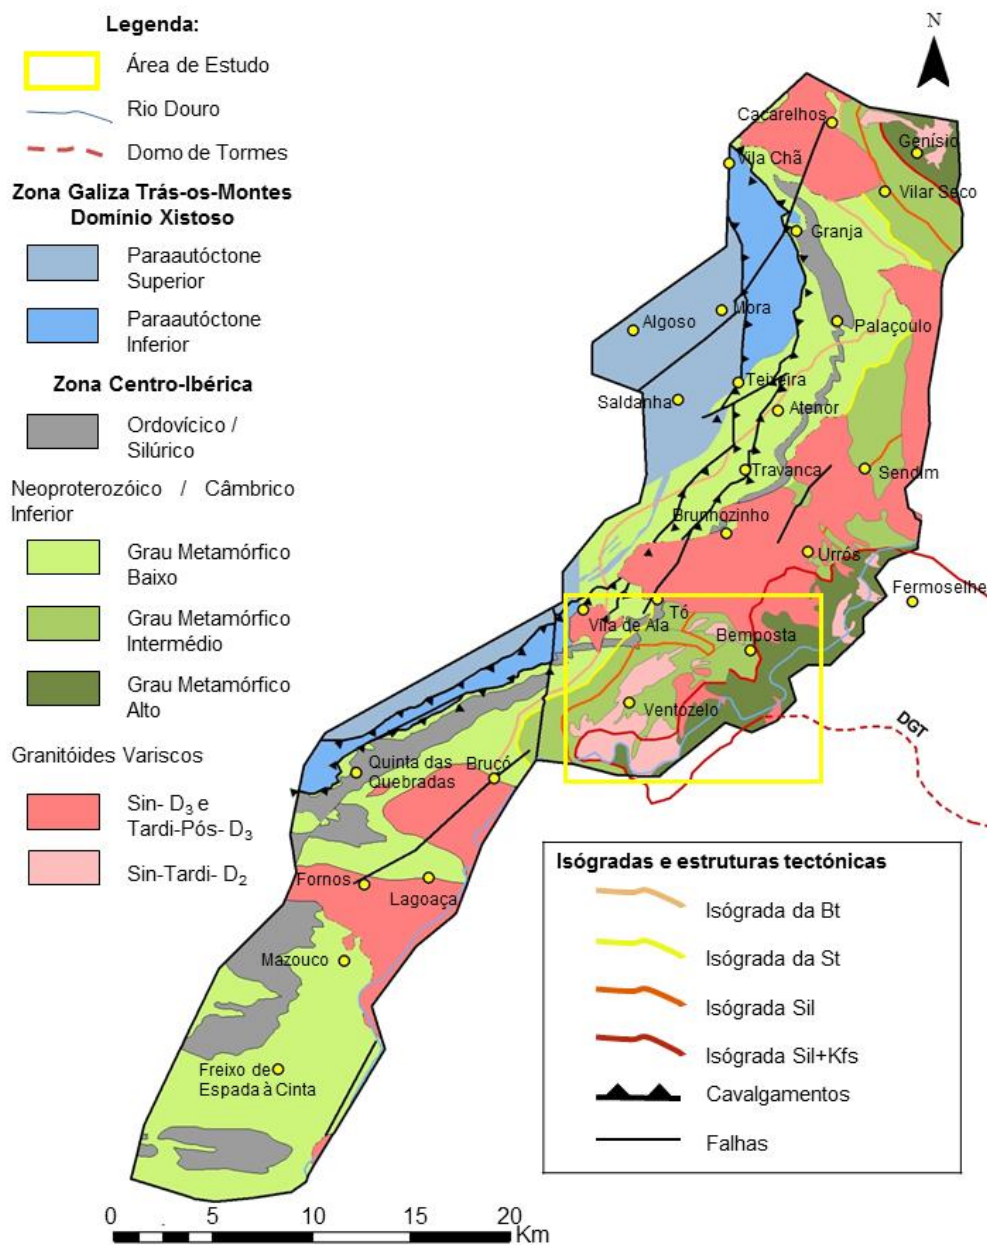 Legenda:
Área de Estudo
Rio Douro
Domo de Tormes
Zona Galiza Trás-os-Montes
Domínio Xistoso
Paraautóctone
Superior
Paraautóctone
Inferior
Zona Centro-Ibérica
Ordovícico /
Silúrico
Neoproterozóico / Câmbrico
Inferior
Grau Metamórfico
Baixo
Grau Metamórfico
Intermédio
Grau Metamórfico
Alto
Granitóides Variscos
Sin- D3 e
Tardi-Pós- D3
Sin-Tardi- D2
N
Cacarelhos
Genísio
Vila Chã
Vilar Seco
Granja
Mora
Algoso
Palaçoulo
Teixeira
Saldanha
Atenor
Travanca
Sendim
Brunhozinho
Urrós
Fermoselhe
Tó
Vila de Ala
Bemposta
Ventozelo
DGT
Quinta das
Quebradas
Bruçó
Fornos
Lagoaça
Mazouco
Freixo de
Espada à Cinta
Isógradas e estruturas tectónicas
Isógrada da Bt
Isógrada da St
Isógrada Sil
Isógrada Sil+Kfs
Cavalgamentos
Falhas
0 5 10 15 20
Km